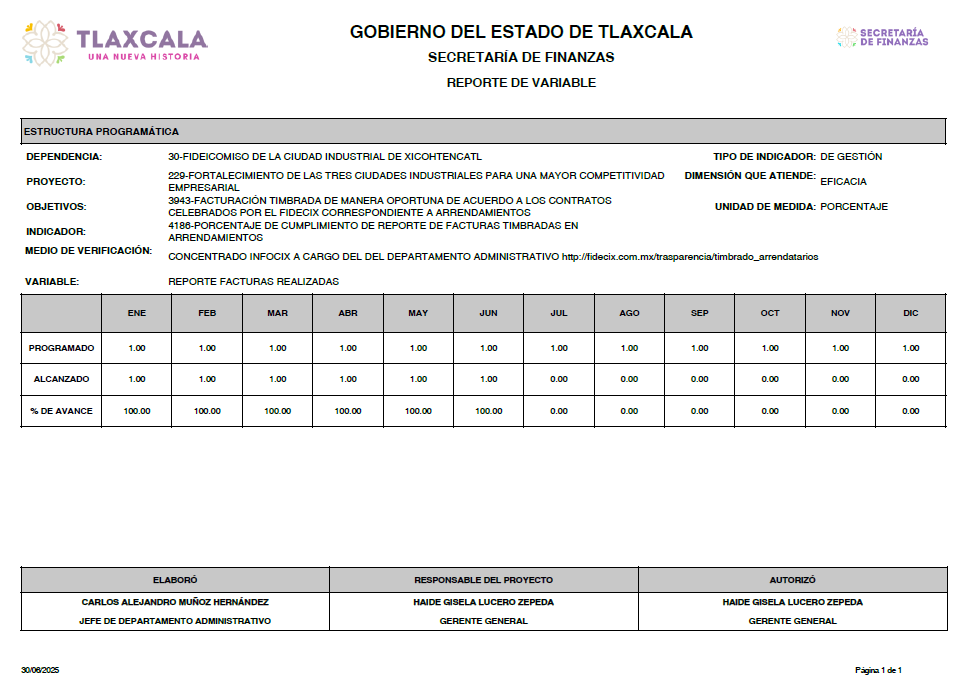 TLAXCALA
UNA NUEVA HISTORIA
GOBIERNO DEL ESTADO DE TLAXCALA
SECRETARÍA DE FINANZAS
REPORTE DE VARIABLE
SECRETARÍA
DE FINANZAS
ESTRUCTURA PROGRAMÁTICA
DEPENDENCIA: 30-FIDEICOMISO DE LA CIUDAD INDUSTRIAL DE XICOHTENCATL TIPO DE INDICADOR: DE GESTIÓN
PROYECTO: 229-FORTALECIMIENTO DE LAS TRES CIUDADES INDUSTRIALES PARA UNA MAYOR COMPETITIVIDAD
EMPRESARIAL
DIMENSIÓN QUE ATIENDE: EFICACIA
OBJETIVOS: 3943-FACTURACIÓN TIMBRADA DE MANERA OPORTUNA DE ACUERDO A LOS CONTRATOS
CELEBRADOS POR EL FIDECIX CORRESPONDIENTE A ARRENDAMIENTOS
UNIDAD DE MEDIDA: PORCENTAJE
INDICADOR: 4186-PORCENTAJE DE CUMPLIMIENTO DE REPORTE DE FACTURAS TIMBRADAS EN
ARRENDAMIENTOS
MEDIO DE VERIFICACIÓN: CONCENTRADO INFOCIX A CARGO DEL DEL DEPARTAMENTO ADMINISTRATIVO http://fidecix.com.mx/trasparencia/timbrado_arrendatarios
VARIABLE: REPORTE FACTURAS REALIZADAS
ENE FEB MAR ABR MAY JUN JUL AGO SEP OCT NOV DIC
PROGRAMADO 1.00 1.00 1.00 1.00 1.00 1.00 1.00 1.00 1.00 1.00 1.00 1.00
ALCANZADO 1.00 1.00 1.00 1.00 1.00 1.00 0.00 0.00 0.00 0.00 0.00 0.00
% DE AVANCE 100.00 100.00 100.00 100.00 100.00 100.00 0.00 0.00 0.00 0.00 0.00 0.00
ELABORÓ RESPONSABLE DEL PROYECTO AUTORIZÓ
CARLOS ALEJANDRO MUÑOZ HERNÁNDEZ HAIDE GISELA LUCERO ZEPEDA HAIDE GISELA LUCERO ZEPEDA
JEFE DE DEPARTAMENTO ADMINISTRATIVO GERENTE GENERAL GERENTE GENERAL
30/06/2025 Página 1 de 1